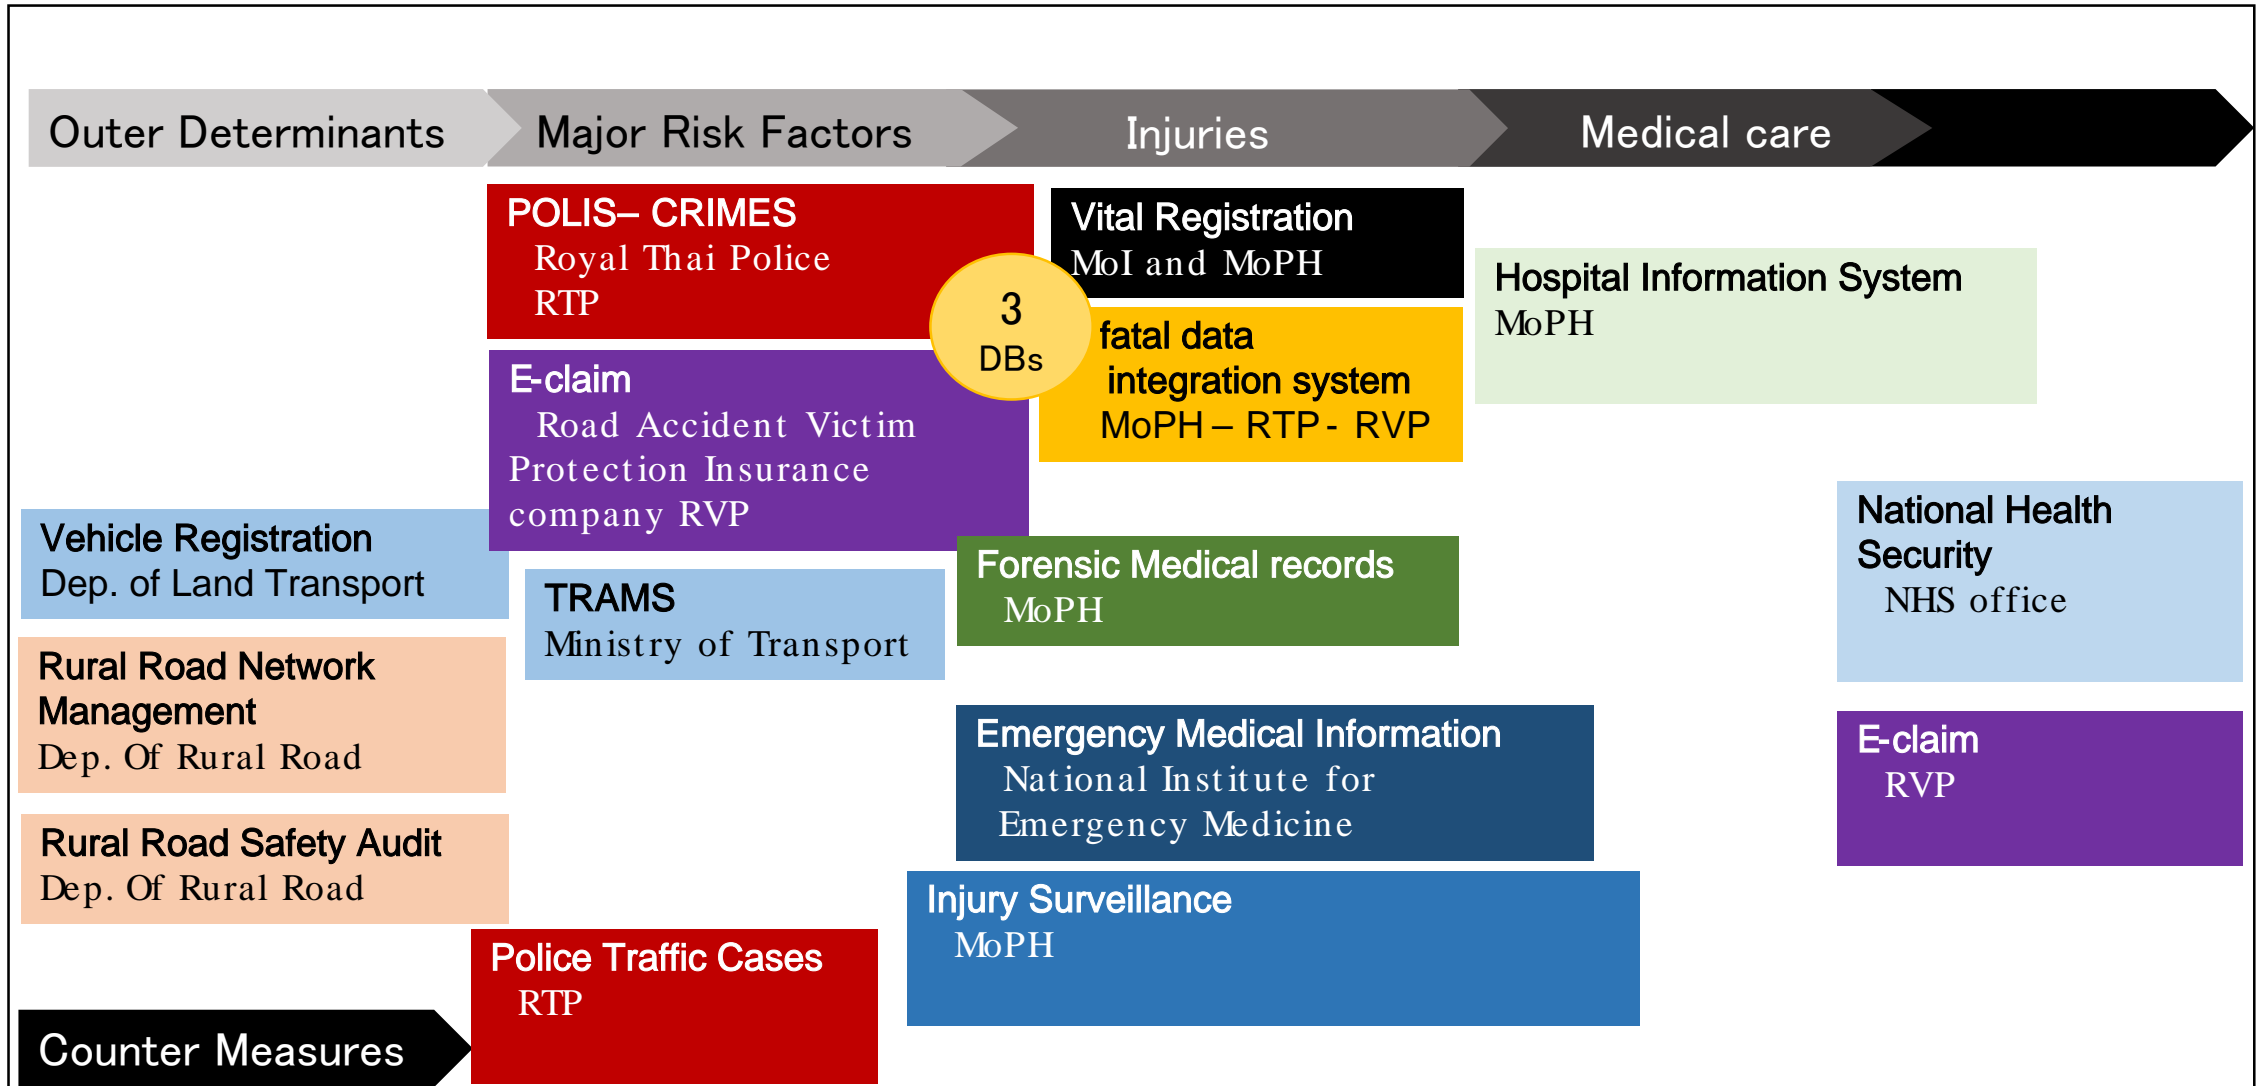 Outer Determinants
Major Risk Factors
Injuries
Medical care
POLIS– CRIMES
Royal Thai Police
RTP
Vital Registration
MoI and MoPH
3
DBs
fatal data
integration system
MoPH – RTP - RVP
Hospital Information System
MoPH
E-claim
Road Accident Victim
Protection Insurance
company RVP
Vehicle Registration
Dep. of Land Transport
TRAMS
Ministry of Transport
Forensic Medical records
MoPH
National Health
Security
NHS office
Rural Road Network
Management
Dep. Of Rural Road
Emergency Medical Information
National Institute for
Emergency Medicine
E-claim
RVP
Rural Road Safety Audit
Dep. Of Rural Road
Injury Surveillance
MoPH
Police Traffic Cases
RTP
Counter Measures